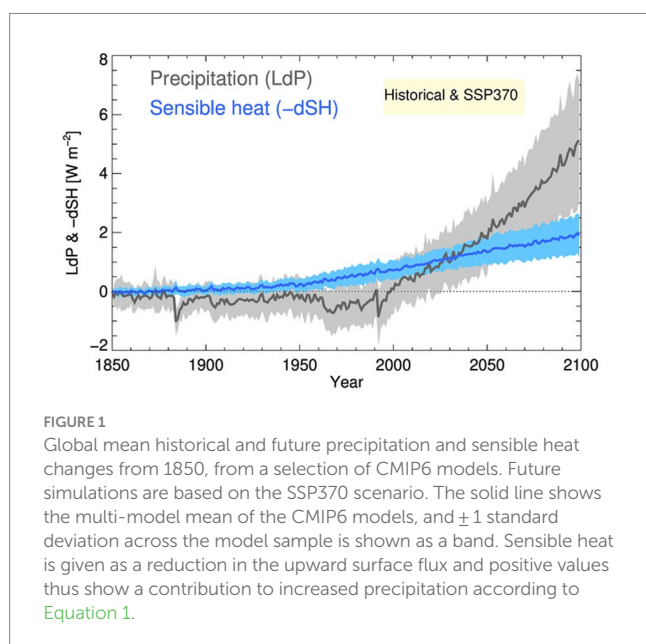 8
6
4
2
0
−2
LdP & −dSH [W m⁻²]
Precipitation (LdP)
Sensible heat (−dSH)
Historical & SSP370
1850 1900 1950 2000 2050 2100
Year
FIGURE 1
Global mean historical and future precipitation and sensible heat
changes from 1850, from a selection of CMIP6 models. Future
simulations are based on the SSP370 scenario. The solid line shows
the multi-model mean of the CMIP6 models, and ±1 standard
deviation across the model sample is shown as a band. Sensible heat
is given as a reduction in the upward surface flux and positive values
thus show a contribution to increased precipitation according to
Equation 1.